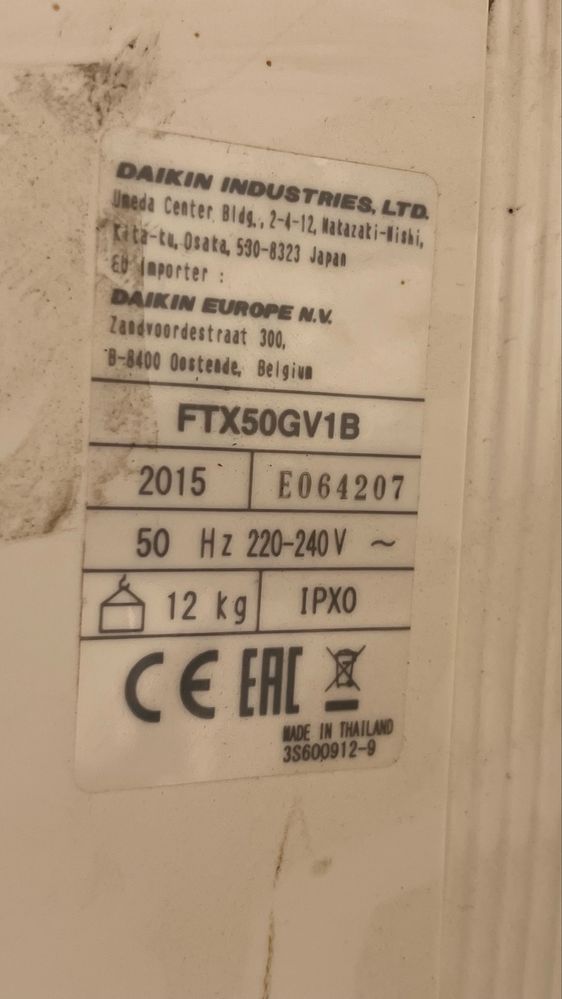 DAIKIN INDUSTRIES, LTD.
Umeda Center Bldg., 2-4-12, Nakazaki-Nishi,
Kita-ku, Osaka, 530-8323 Japan
EU Importer :
DAIKIN EUROPE N.V.
Zandvoordestraat 300,
B-8400 Oostende, Belgium
FTX50GV1B
2015 E064207
50 Hz 220-240V ~
12 kg IPX0
CE EAC
MADE IN THAILAND
3S600912-9